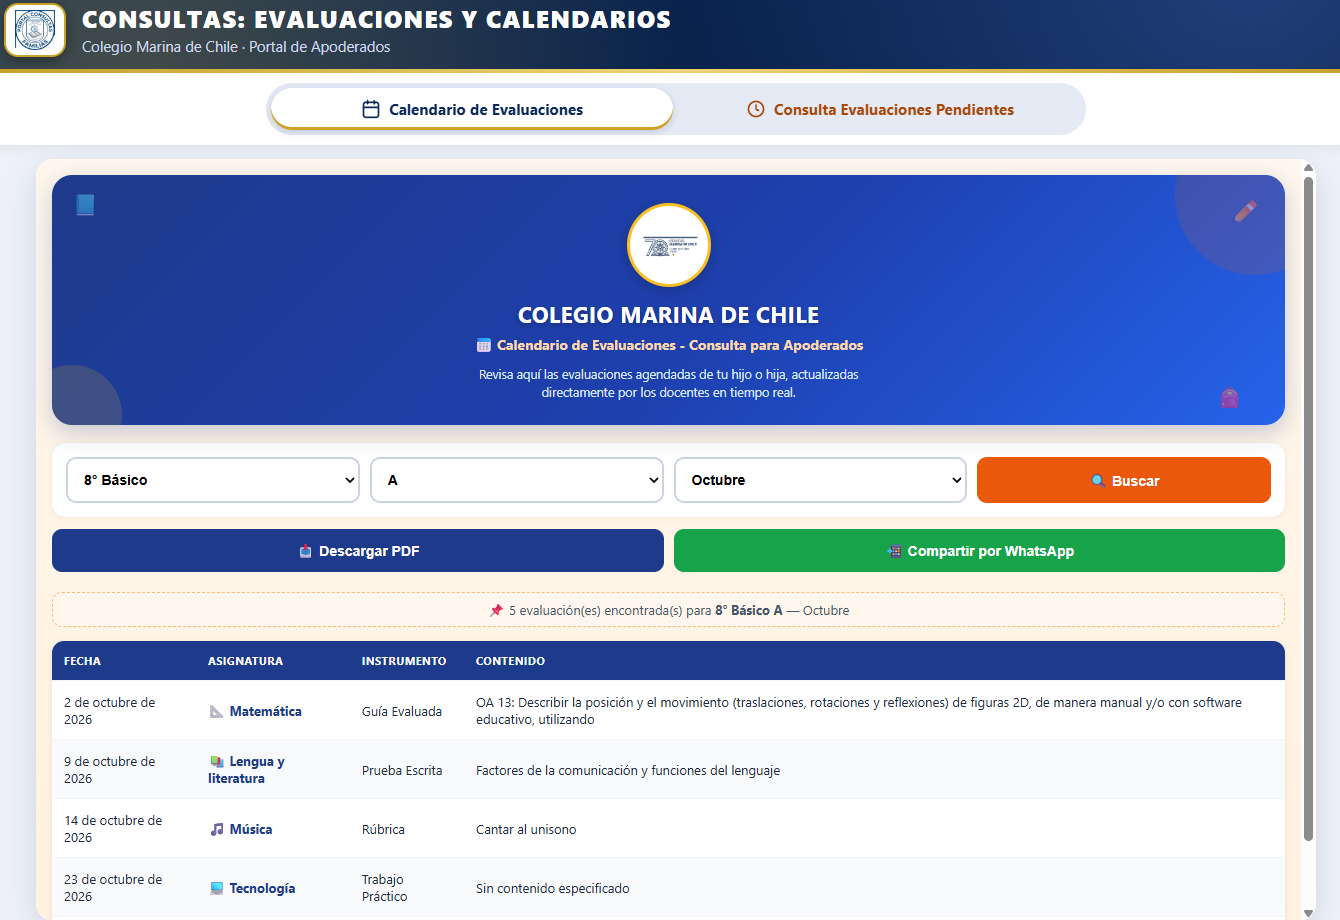 CONSULTAS: EVALUACIONES Y CALENDARIOS
Colegio Marina de Chile · Portal de Apoderados
Calendario de Evaluaciones
Consulta Evaluaciones Pendientes
COLEGIO MARINA DE CHILE
Calendario de Evaluaciones - Consulta para Apoderados
Revisa aquí las evaluaciones agendadas de tu hijo o hija, actualizadas
directamente por los docentes en tiempo real.
8° Básico
A
Octubre
Buscar
Descargar PDF
Compartir por WhatsApp
5 evaluación(es) encontrada(s) para 8° Básico A — Octubre
FECHA ASIGNATURA INSTRUMENTO CONTENIDO
2 de octubre de
2026
Matemática
Guía Evaluada
OA 13: Describir la posición y el movimiento (traslaciones, rotaciones y reflexiones) de figuras 2D, de manera manual y/o con software
educativo, utilizando
9 de octubre de
2026
Lengua y
literatura
Prueba Escrita
Factores de la comunicación y funciones del lenguaje
14 de octubre de
2026
Música
Rúbrica
Cantar al unisono
23 de octubre de
2026
Tecnología
Trabajo
Práctico
Sin contenido especificado